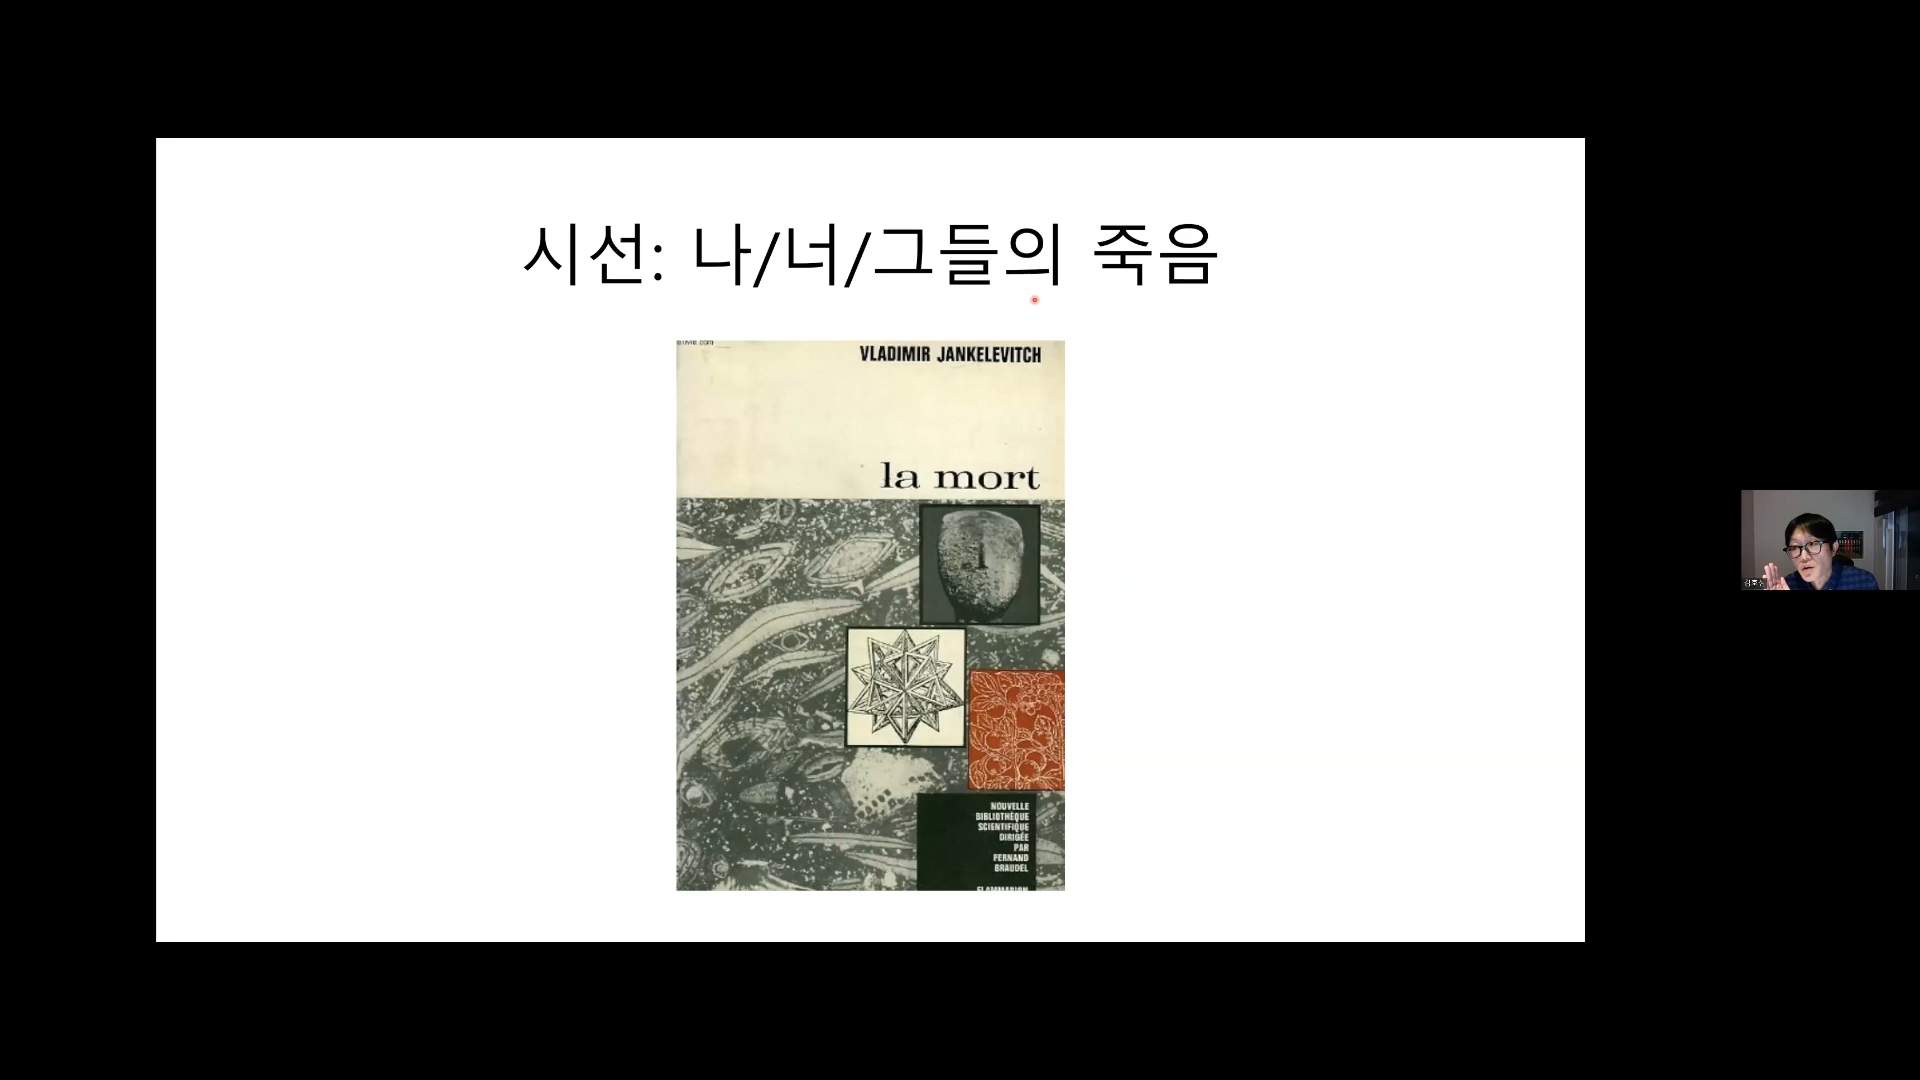 시선: 나/너/그들의 죽음
VLADIMIR JANKELEVITCH
la mort
NOUVELLE
BIBLIOTHÈQUE
SCIENTIFIQUE
DIRIGÉE
PAR
FERNAND
BRAUDEL
FLAMMARION